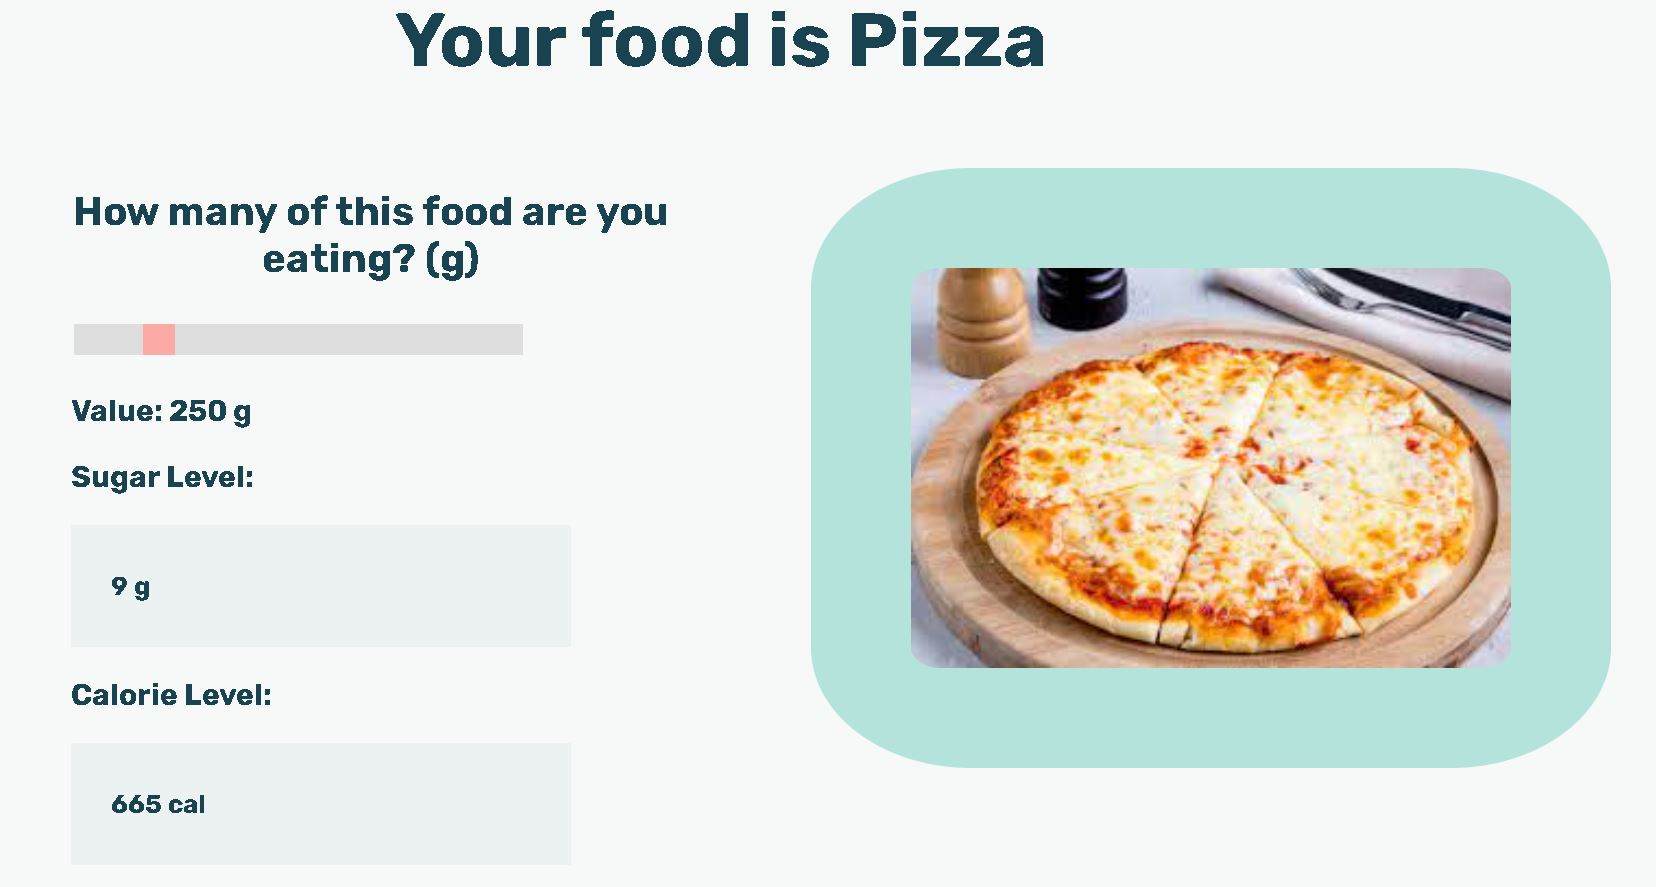 Your food is Pizza
How many of this food are you
eating? (g)
Value: 250 g
Sugar Level:
9 g
Calorie Level:
665 cal